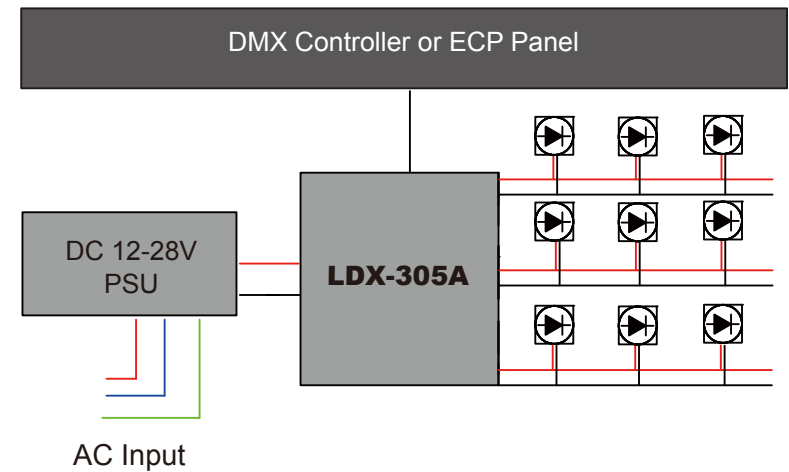 DMX Controller or ECP Panel
DC 12-28V
PSU
LDX-305A
AC Input